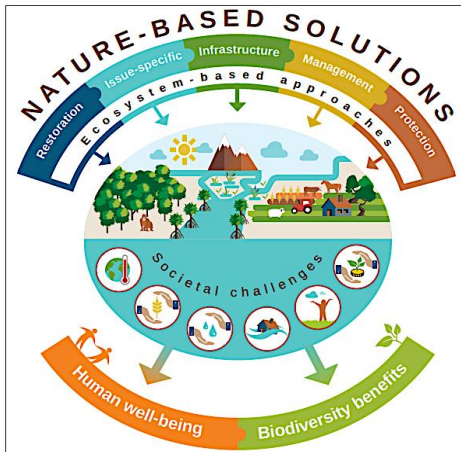 NATURE-BASED SOLUTIONS
Restoration
Issue-specific
Infrastructure
Management
Protection
Ecosystem-based approaches
Societal challenges
Human well-being
Biodiversity benefits